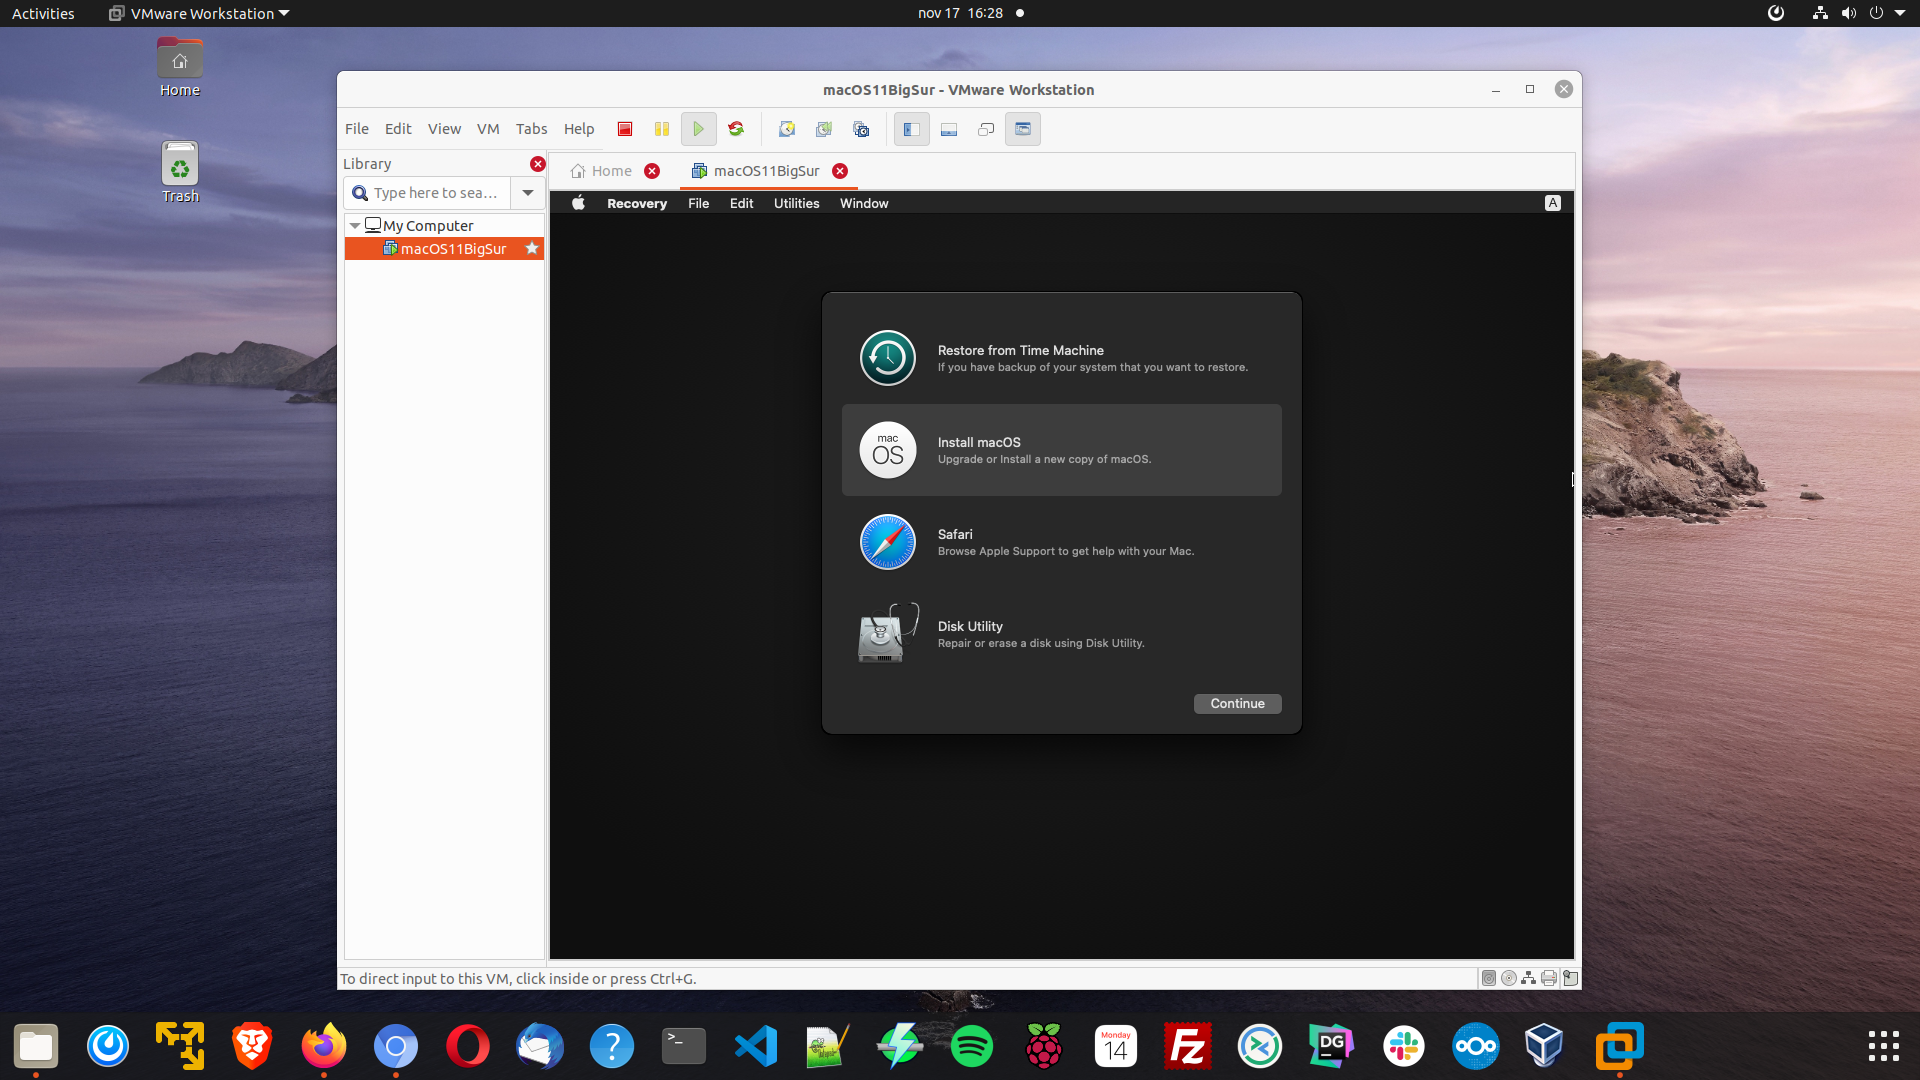 Activities
VMware Workstation
nov 17 16:28
Home
Trash
macOS11BigSur - VMware Workstation
File Edit View VM Tabs Help
Library
Type here to sea...
My Computer
macOS11BigSur
Home
macOS11BigSur
Recovery File Edit Utilities Window
A
Restore from Time Machine
If you have backup of your system that you want to restore.
mac
OS
Install macOS
Upgrade or Install a new copy of macOS.
Safari
Browse Apple Support to get help with your Mac.
Disk Utility
Repair or erase a disk using Disk Utility.
Continue
To direct input to this VM, click inside or press Ctrl+G.
?
>_
Monday
14
Fz
DG